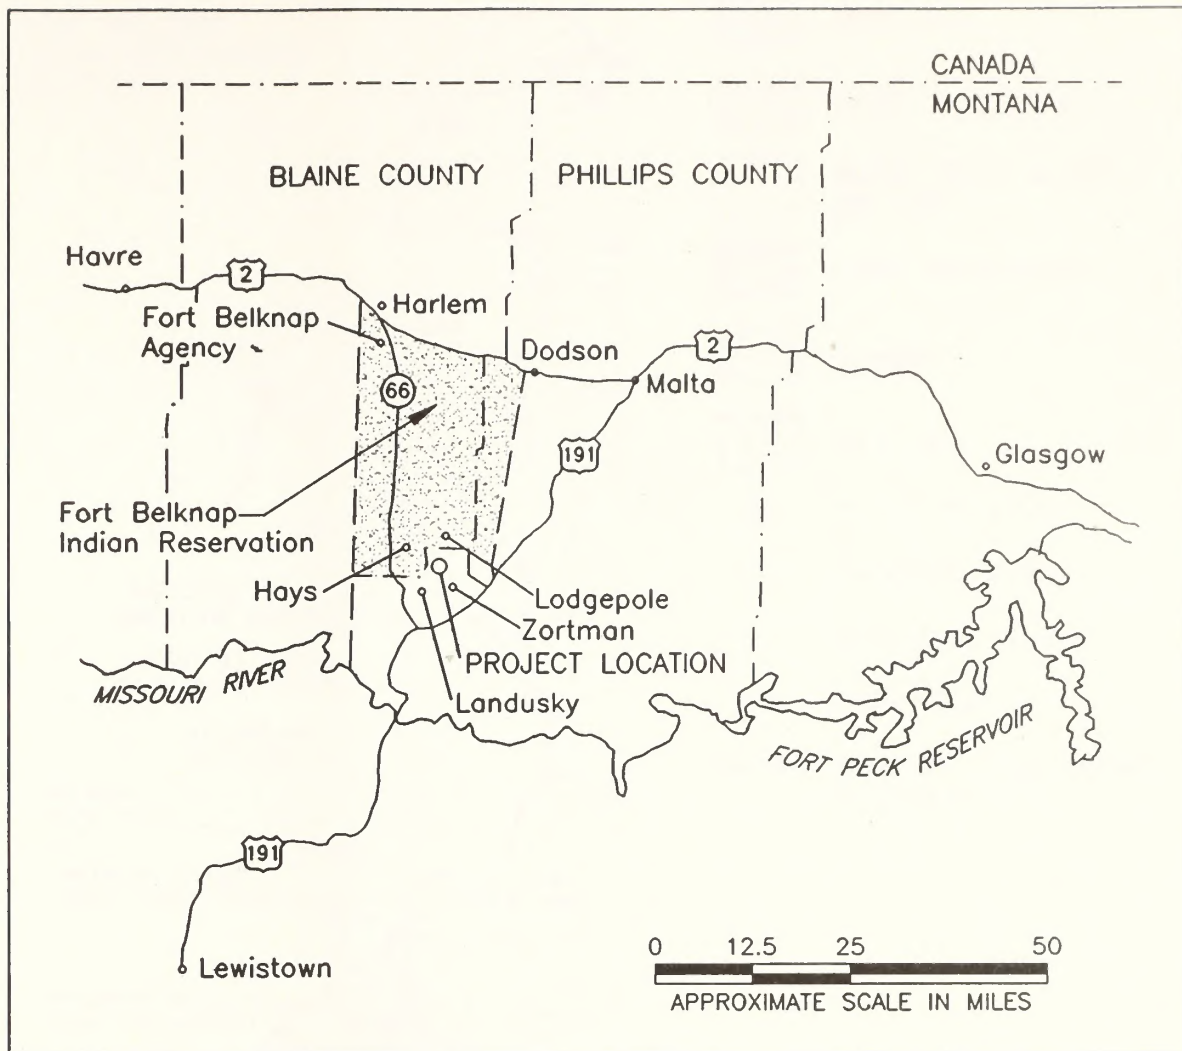 CANADA
MONTANA
BLAINE COUNTY
PHILLIPS COUNTY
Havre
2
Harlem
Fort Belknap
Agency
Dodson
2
Malta
66
191
Glasgow
Fort Belknap
Indian Reservation
Hays
Lodgepole
Zortman
PROJECT LOCATION
MISSOURI RIVER
Landusky
FORT PECK RESERVOIR
191
Lewistown
0 12.5 25 50
APPROXIMATE SCALE IN MILES